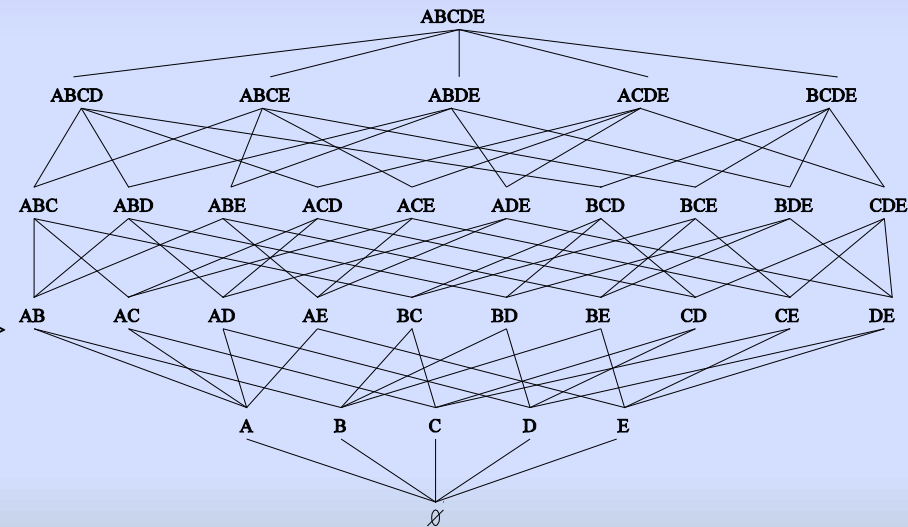 ABCDE
ABCD ABCE ABDE ACDE BCDE
ABC ABD ABE ACD ACE ADE BCD BCE BDE CDE
AB AC AD AE BC BD BE CD CE DE
A B C D E
∅